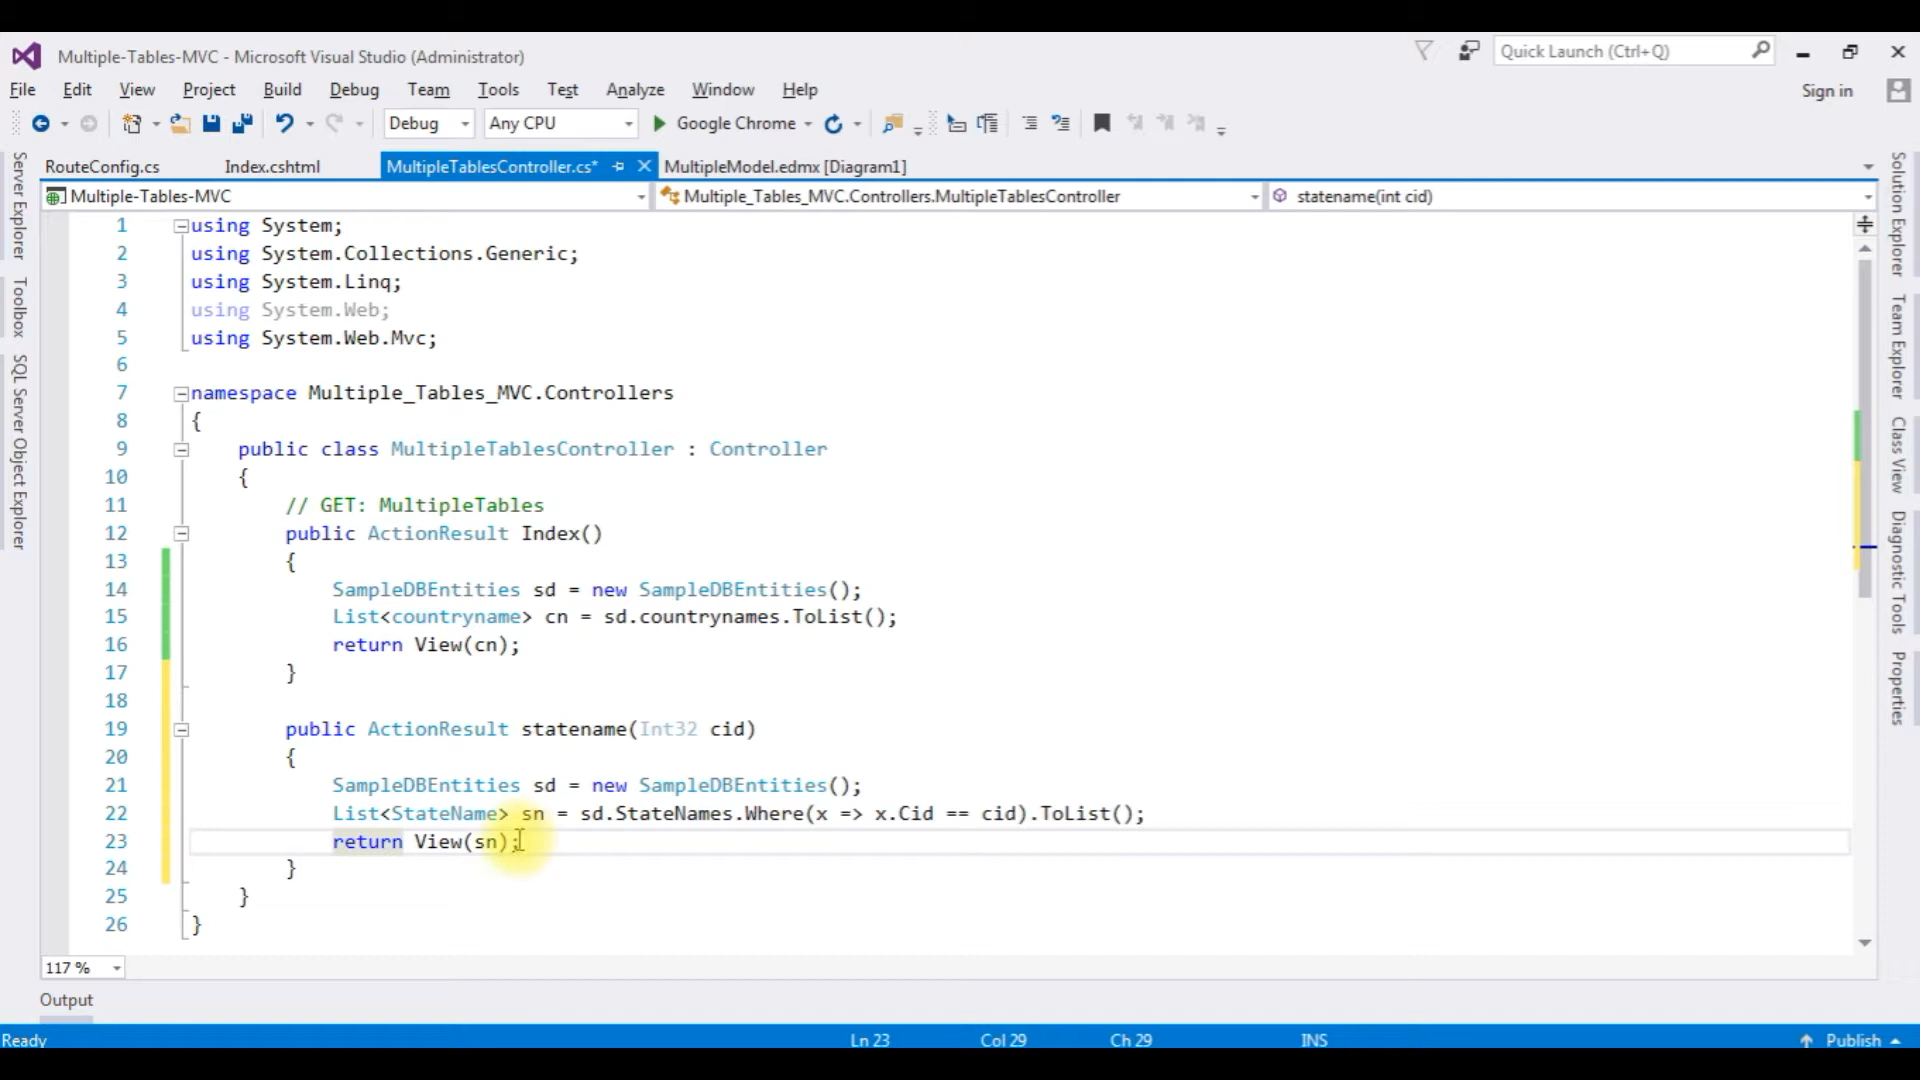 Multiple-Tables-MVC - Microsoft Visual Studio (Administrator)
Quick Launch (Ctrl+Q)
File Edit View Project Build Debug Team Tools Test Analyze Window Help
Sign in
Debug Any CPU Google Chrome
RouteConfig.cs Index.cshtml MultipleTablesController.cs* MultipleModel.edmx [Diagram1]
Multiple-Tables-MVC Multiple_Tables_MVC.Controllers.MultipleTablesController statename(int cid)
Server Explorer
Toolbox
SQL Server Object Explorer
1 using System;
2 using System.Collections.Generic;
3 using System.Linq;
4 using System.Web;
5 using System.Web.Mvc;
6
7 namespace Multiple_Tables_MVC.Controllers
8 {
9 public class MultipleTablesController : Controller
10 {
11 // GET: MultipleTables
12 public ActionResult Index()
13 {
14 SampleDBEntities sd = new SampleDBEntities();
15 List<countryname> cn = sd.countrynames.ToList();
16 return View(cn);
17 }
18
19 public ActionResult statename(Int32 cid)
20 {
21 SampleDBEntities sd = new SampleDBEntities();
22 List<StateName> sn = sd.StateNames.Where(x => x.Cid == cid).ToList();
23 return View(sn);
24 }
25 }
26 }
Solution Explorer
Team Explorer
Class View
Diagnostic Tools
Properties
117 %
Output
Ready Ln 23 Col 29 Ch 29 INS Publish